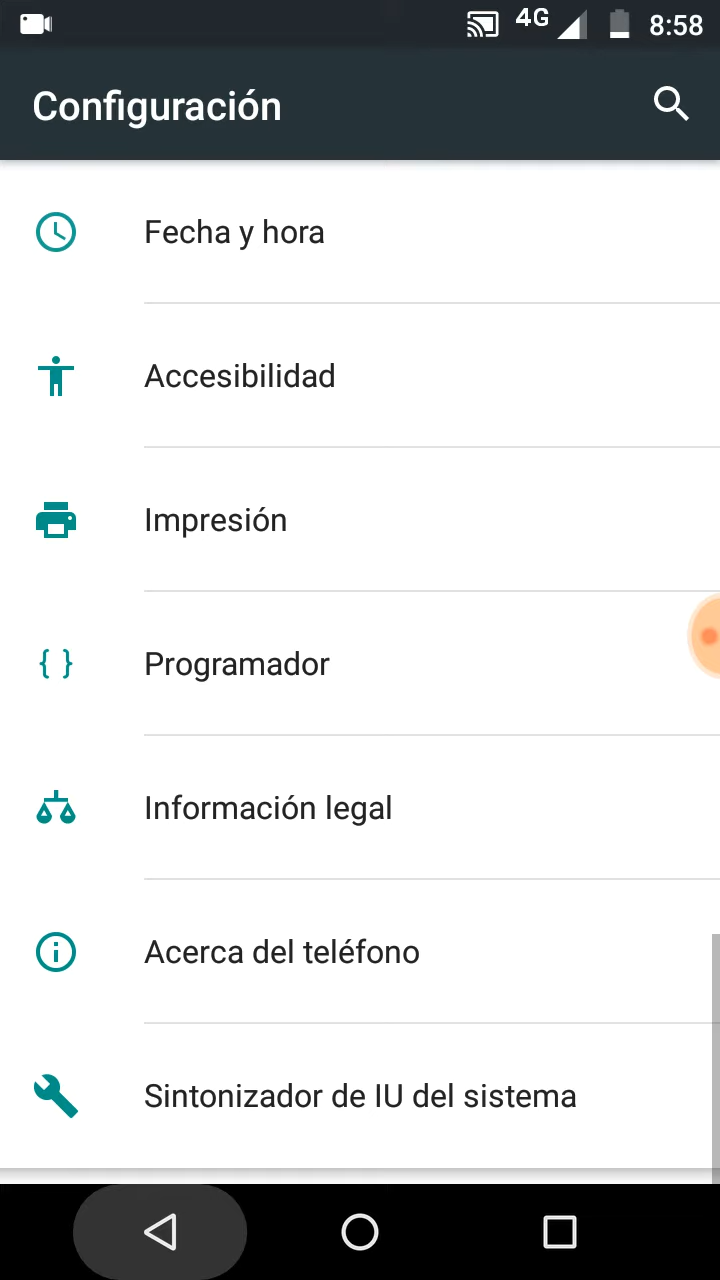 4G 8:58
Configuración
Fecha y hora
Accesibilidad
Impresión
Programador
Información legal
Acerca del teléfono
Sintonizador de IU del sistema